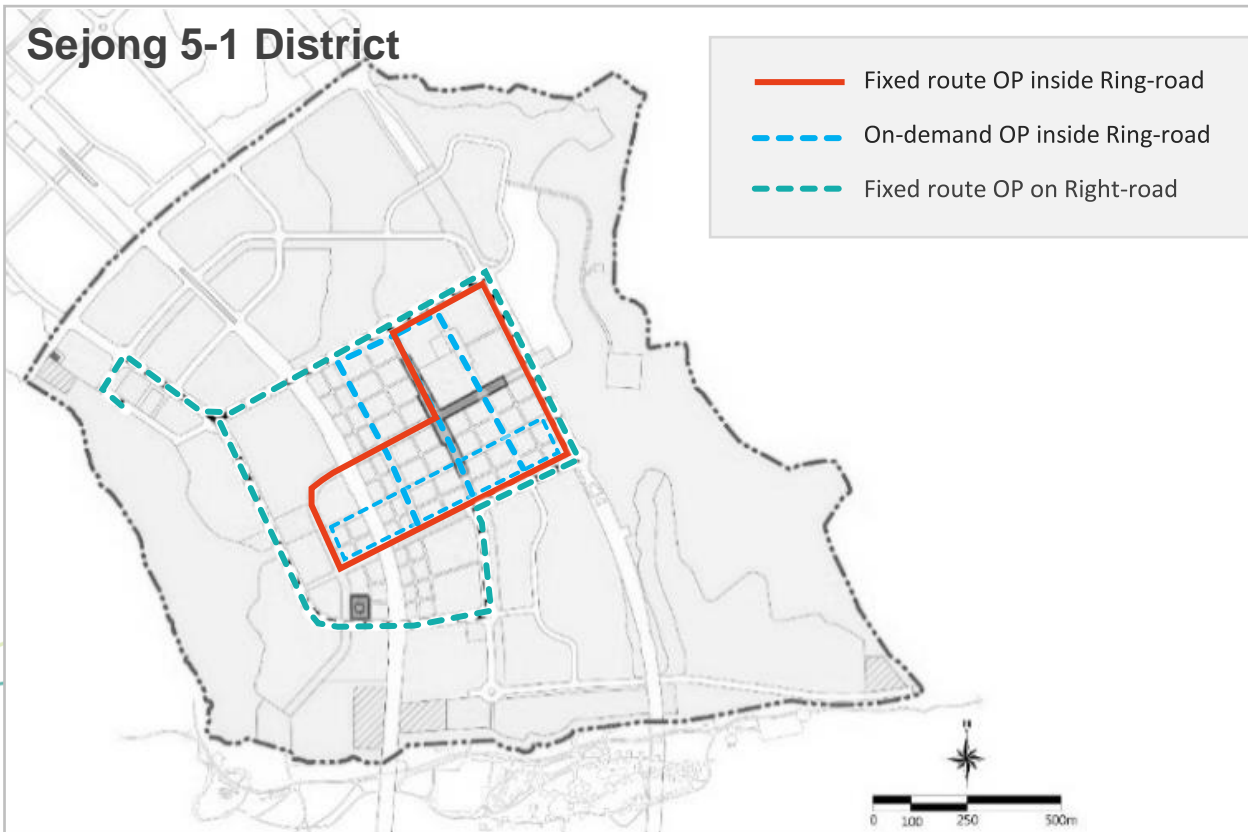 Sejong 5-1 District
Fixed route OP inside Ring-road
On-demand OP inside Ring-road
Fixed route OP on Right-road
N
0 100 250 500m